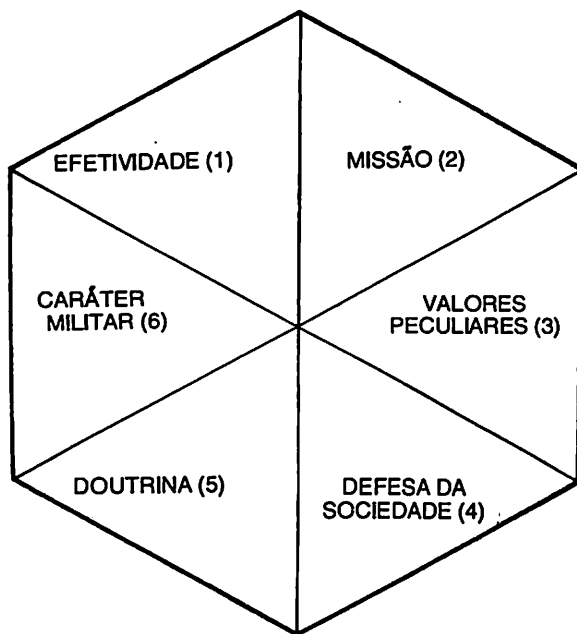 EFETIVIDADE (1)
MISSÃO (2)
VALORES
PECULIARES (3)
DEFESA DA
SOCIEDADE (4)
DOUTRINA (5)
CARÁTER
MILITAR (6)